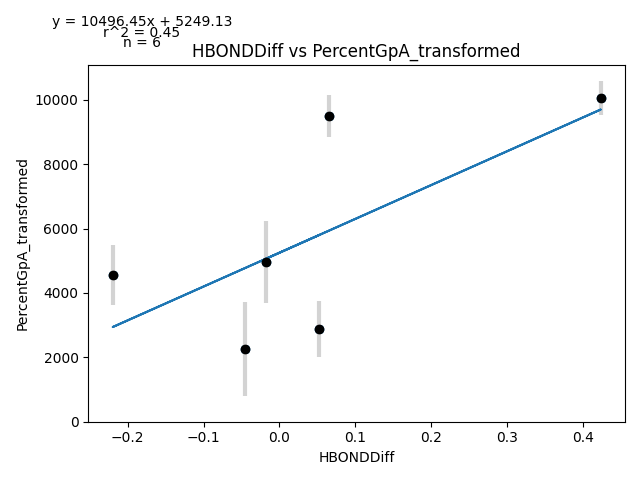 y = 10496.45x + 5249.13
r^2 = 0.45
n = 6
HBONDDiff vs PercentGpA_transformed
PercentGpA_transformed
10000
8000
6000
4000
2000
0
−0.2
−0.1
0.0
0.1
0.2
0.3
0.4
HBONDDiff